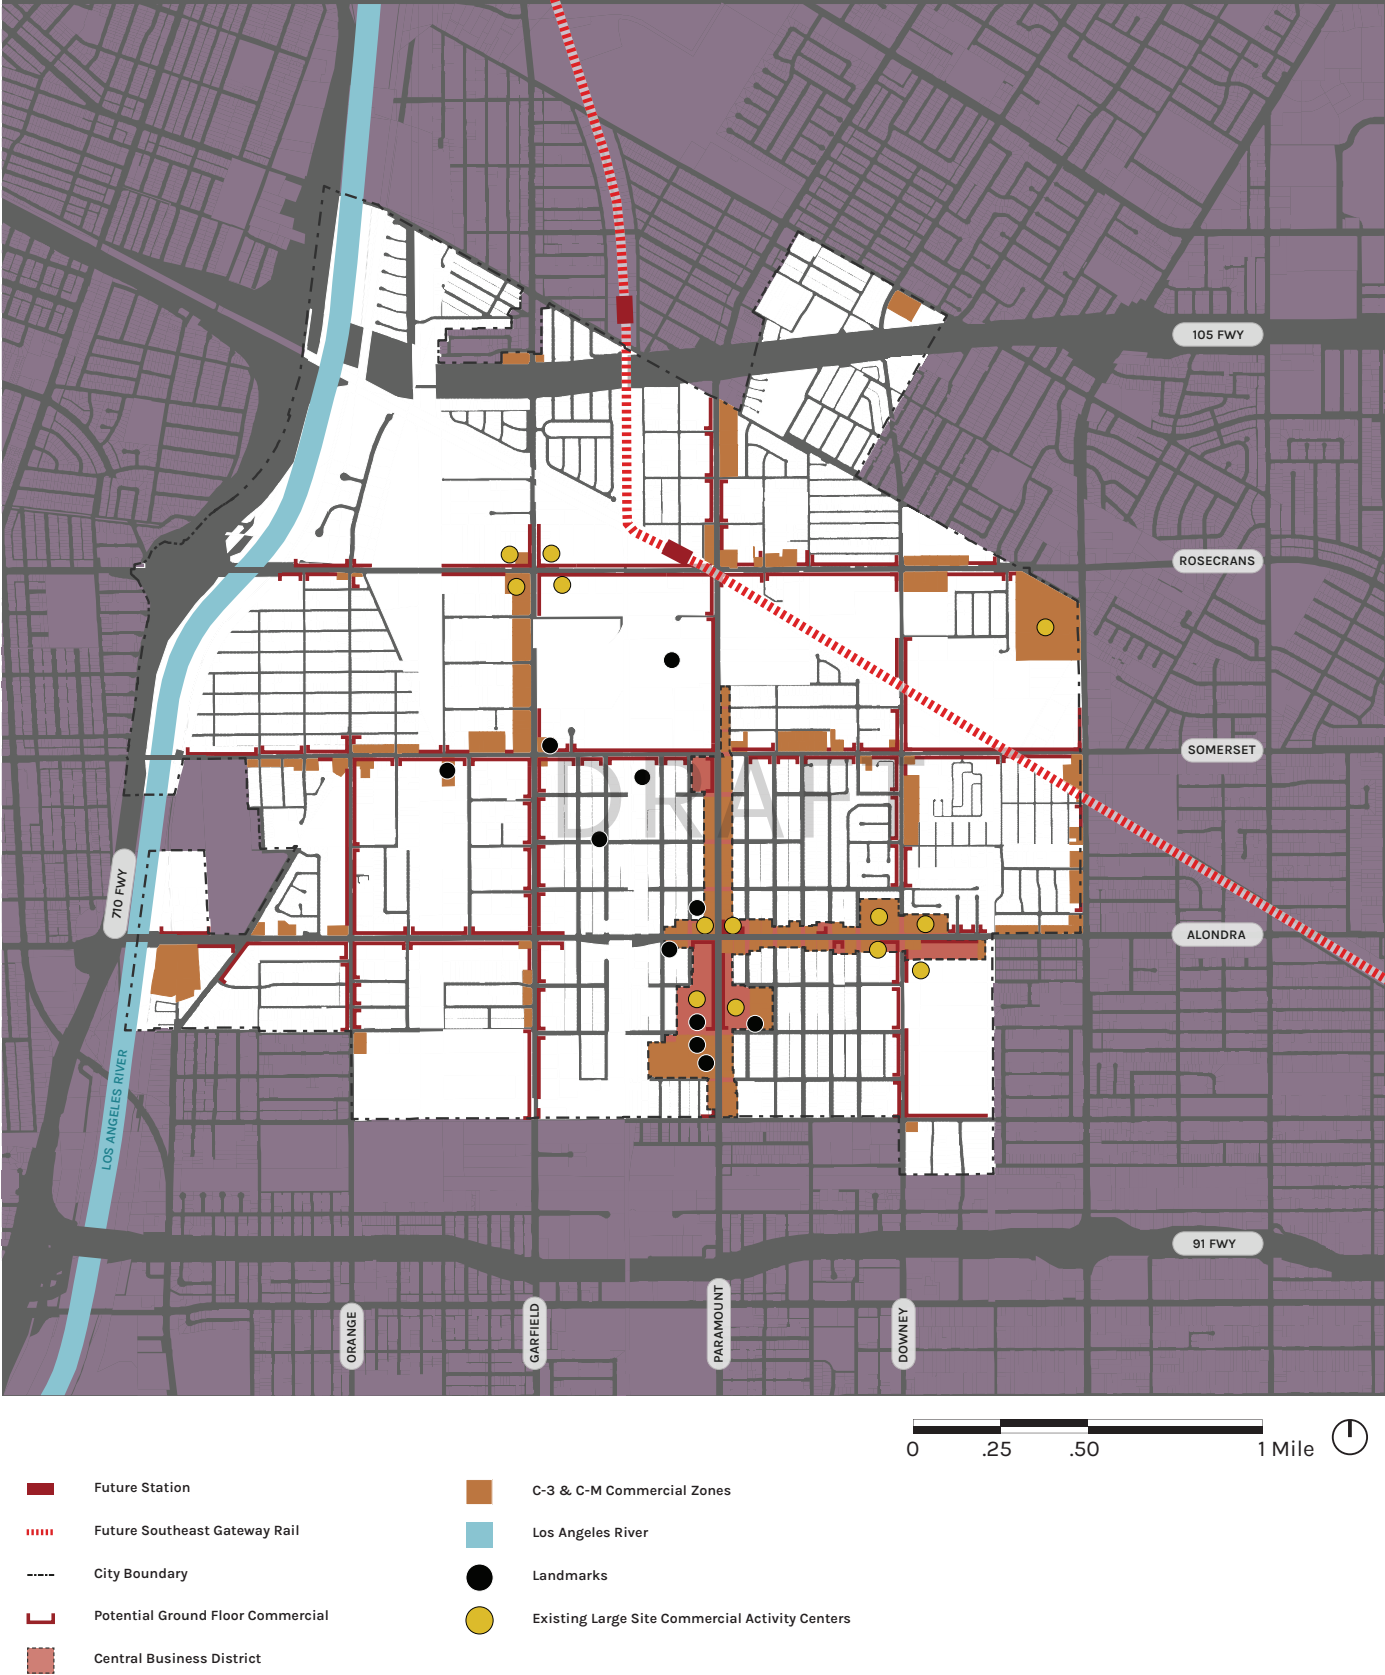 105 FWY
ROSECRANS
SOMERSET
DRAFT
710 FWY
ALONDRA
LOS ANGELES RIVER
91 FWY
ORANGE
GARFIELD
PARAMOUNT
DOWNEY
0 .25 .50 1 Mile
Future Station
Future Southeast Gateway Rail
City Boundary
Potential Ground Floor Commercial
Central Business District
C-3 & C-M Commercial Zones
Los Angeles River
Landmarks
Existing Large Site Commercial Activity Centers